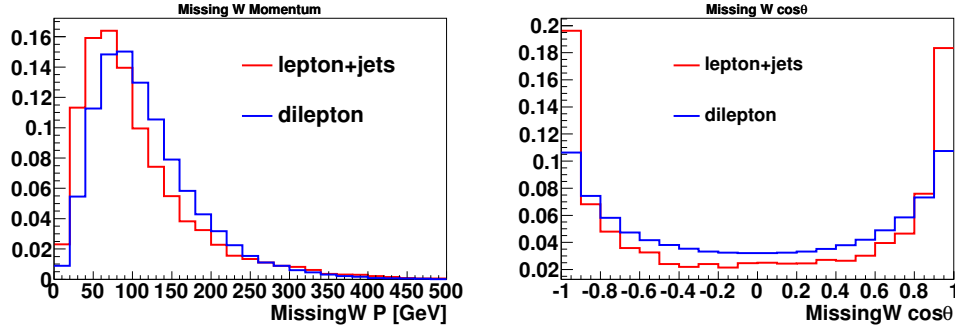 Missing W Momentum
0.16
0.14
0.12
0.1
0.08
0.06
0.04
0.02
0
lepton+jets
dilepton
0 50 100 150 200 250 300 350 400 450 500
MissingW P [GeV]
Missing W cosθ
0.2
0.18
0.16
0.14
0.12
0.1
0.08
0.06
0.04
0.02
lepton+jets
dilepton
-1 -0.8 -0.6 -0.4 -0.2 0 0.2 0.4 0.6 0.8 1
MissingW cosθ